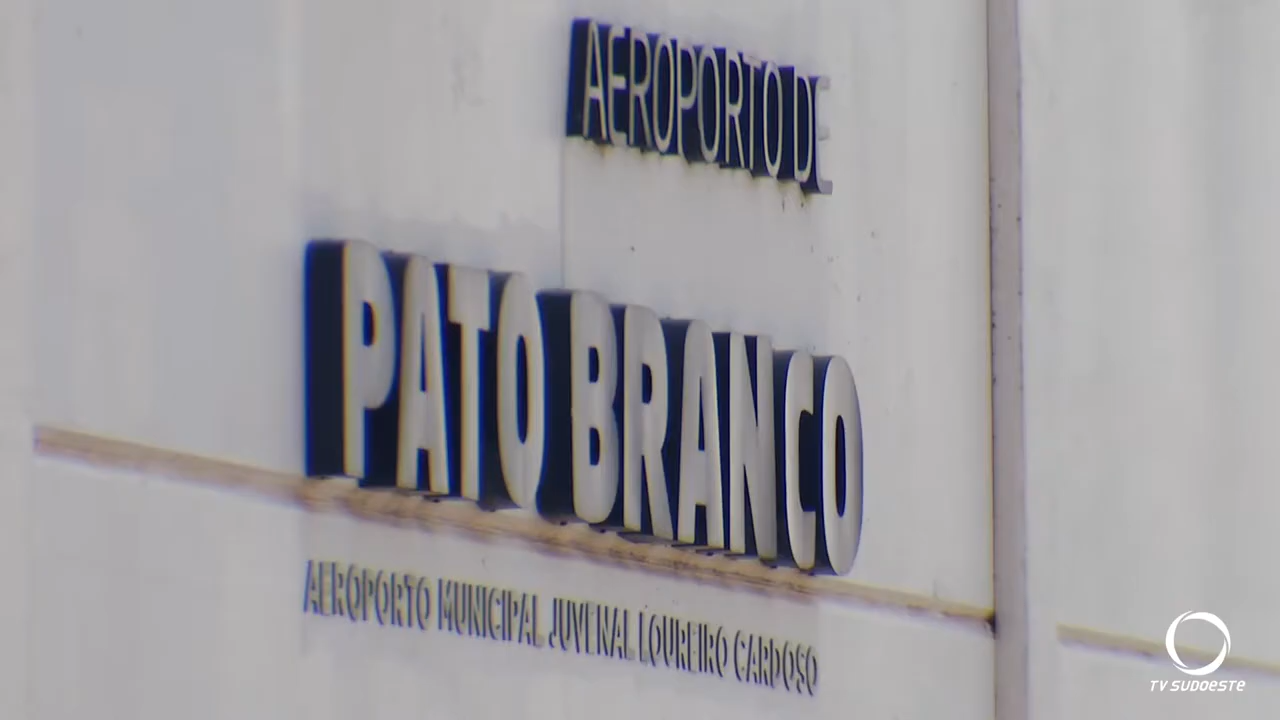 AEROPORTO DE
PATO BRANCO
AEROPORTO MUNICIPAL JUVENAL LOUREIRO CARDOSO
TV SUDOESTE